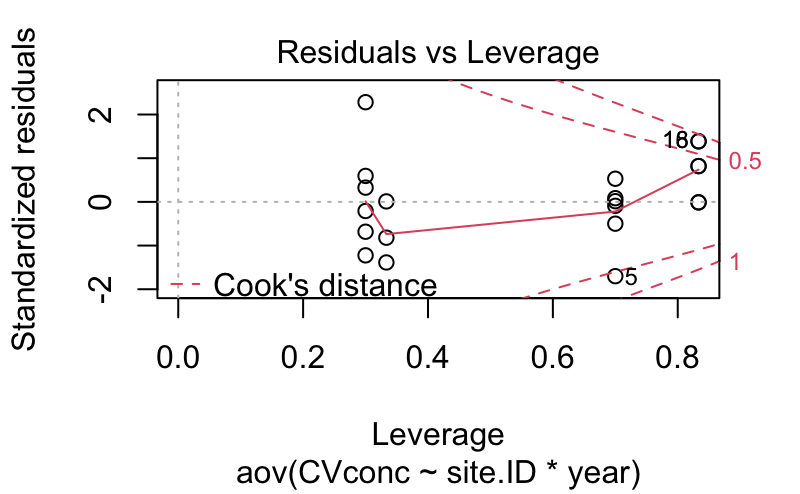 Residuals vs Leverage
Standardized residuals
2
0
-2
0.5
1
5
Cook's distance
0.0 0.2 0.4 0.6 0.8
Leverage
aov(CVconc ~ site.ID * year)